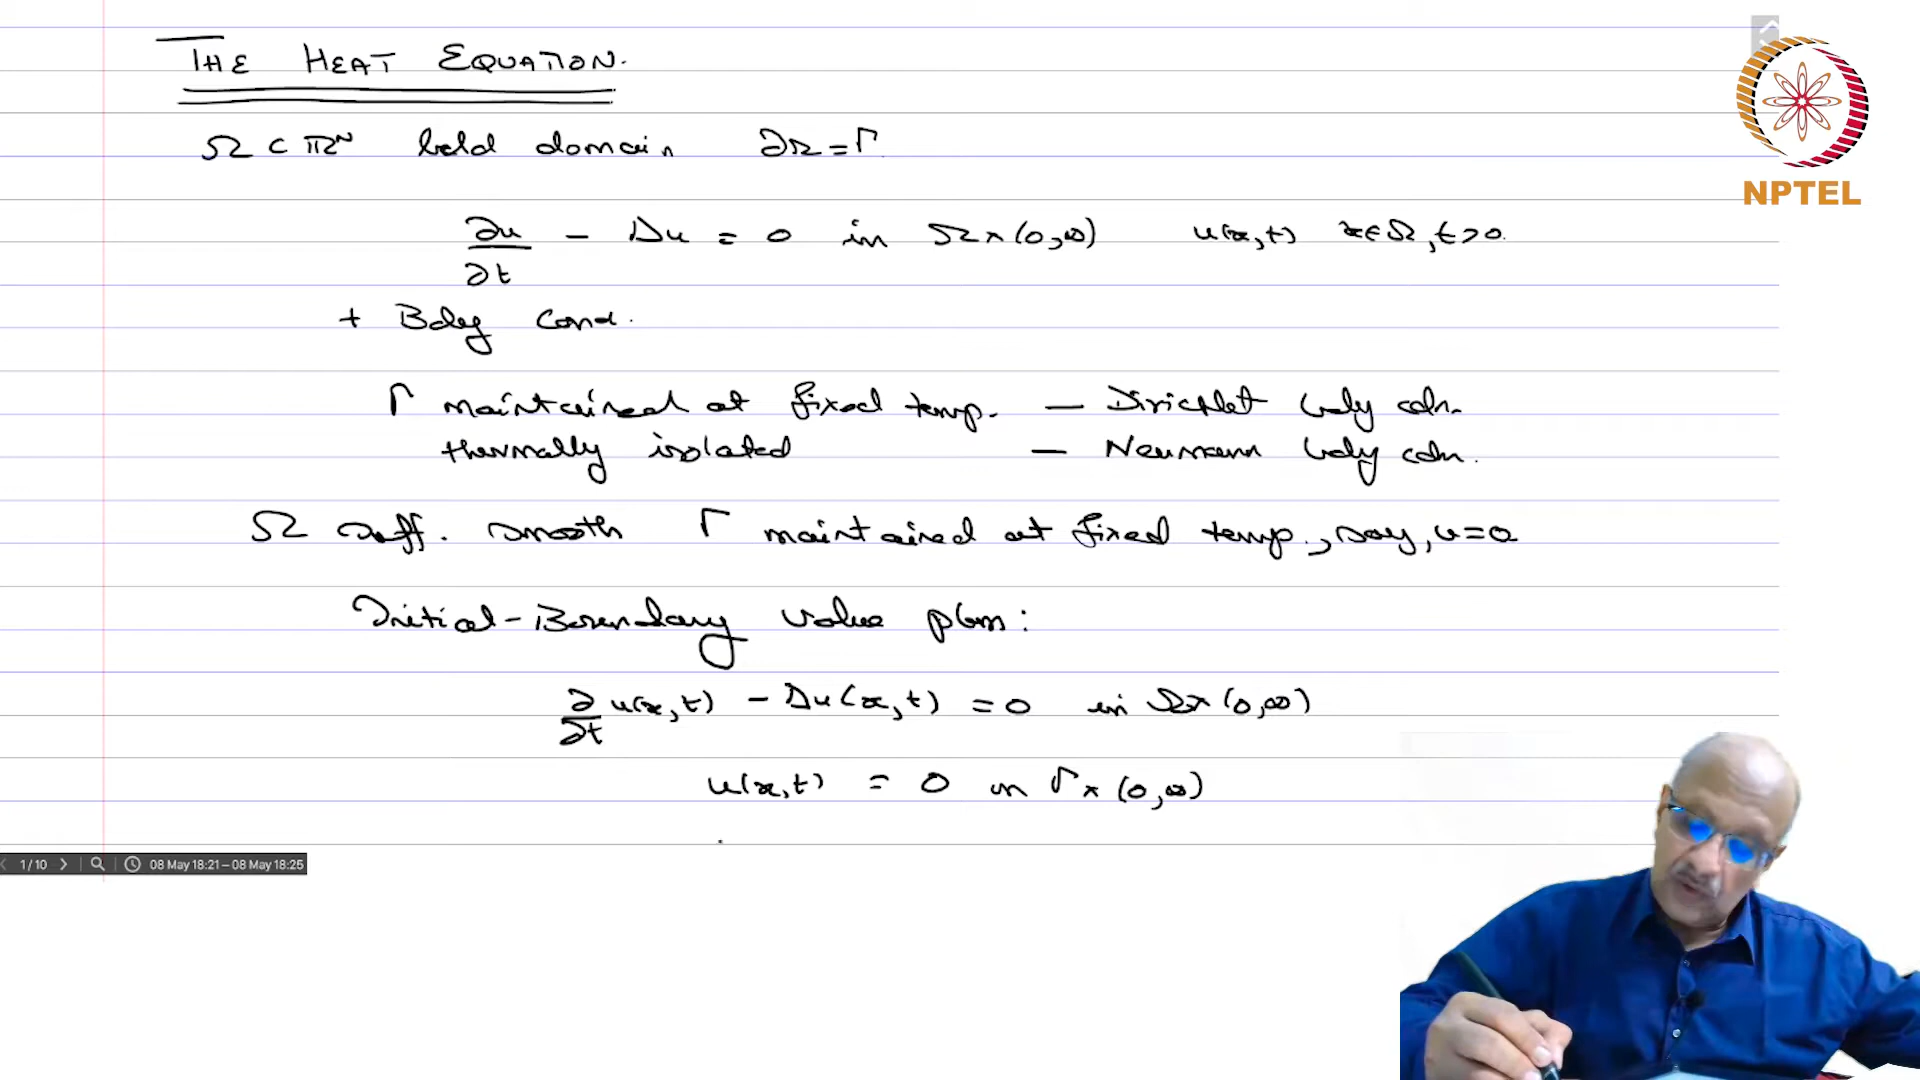 THE HEAT EQUATION.
Ω ⊂ ℝᴺ bdd domain ∂Ω = Γ.
∂u/∂t - Δu = 0 in Ω×(0,∞) u(x,t) x∈Ω, t>0.
+ Bdy Cond.
Γ maintained at fixed temp. — Dirichlet bdy cdn.
thermally isolated — Neumann bdy cdn.
Ω Suff. smooth Γ maintained at fixed temp., say, u=0
Initial-Boundary value pbm:
∂/∂t u(x,t) - Δu(x,t) = 0 in Ω×(0,∞)
u(x,t) = 0 on Γ×(0,∞)
NPTEL
1/10 08 May 18:21 – 08 May 18:25